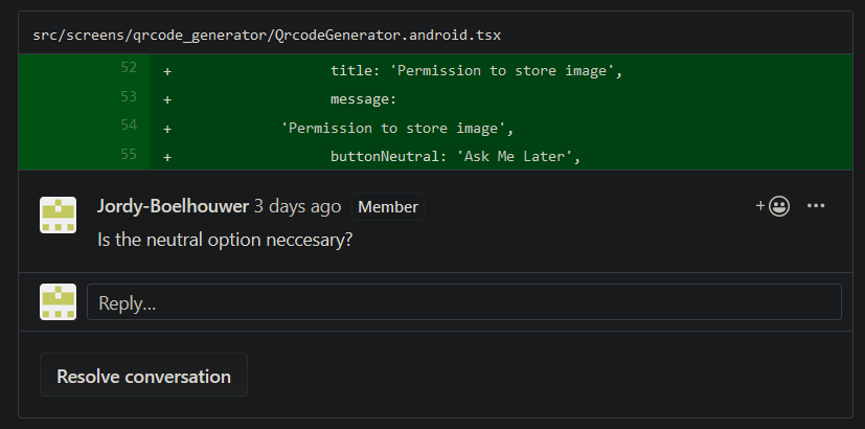 src/screens/qrcode_generator/QrcodeGenerator.android.tsx
52 + title: 'Permission to store image',
53 + message:
54 + 'Permission to store image',
55 + buttonNeutral: 'Ask Me Later',
Jordy-Boelhouwer 3 days ago Member
Is the neutral option neccesary?
Reply...
Resolve conversation